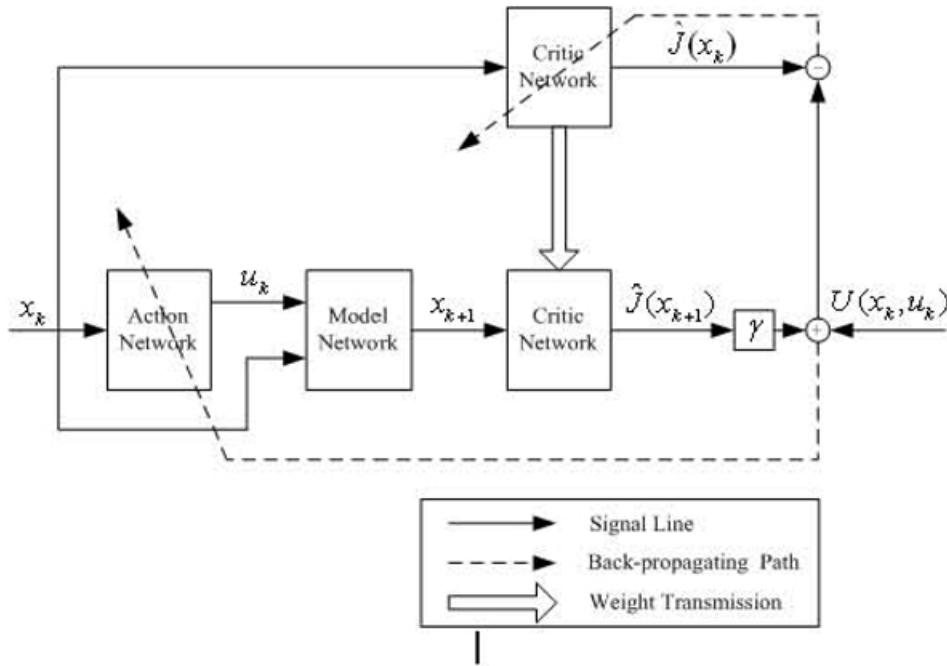 Critic
Network
Ĵ(x_k)
−
x_k
Action
Network
u_k
Model
Network
x_{k+1}
Critic
Network
Ĵ(x_{k+1})
γ
+
U(x_k, u_k)
Signal Line
Back-propagating Path
Weight Transmission